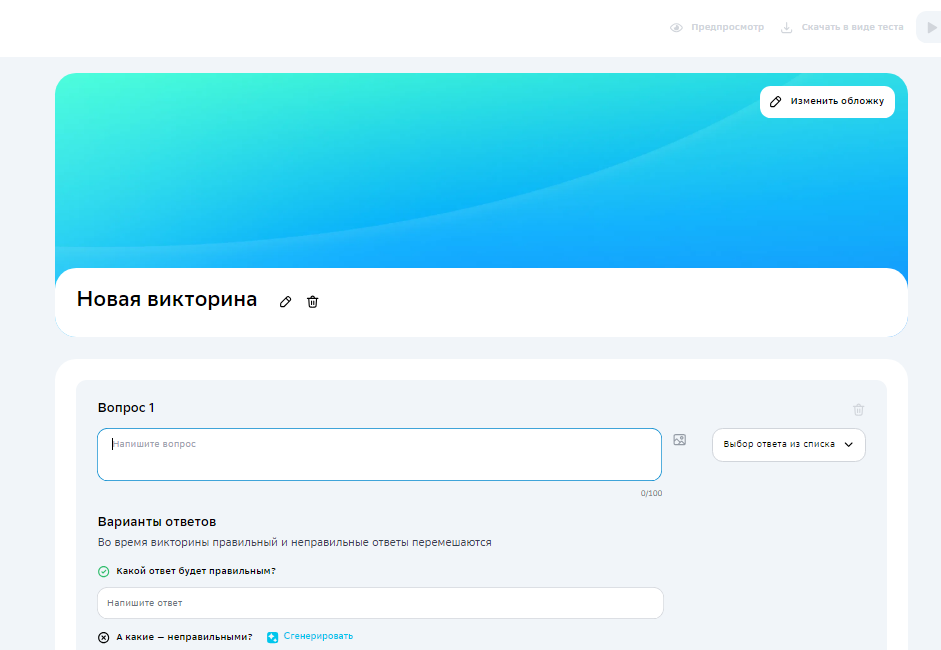 Предпросмотр Скачать в виде теста
Изменить обложку
Новая викторина
Вопрос 1
Напишите вопрос
Выбор ответа из списка
0/100
Варианты ответов
Во время викторины правильный и неправильные ответы перемешаются
Какой ответ будет правильным?
Напишите ответ
А какие — неправильными? Сгенерировать